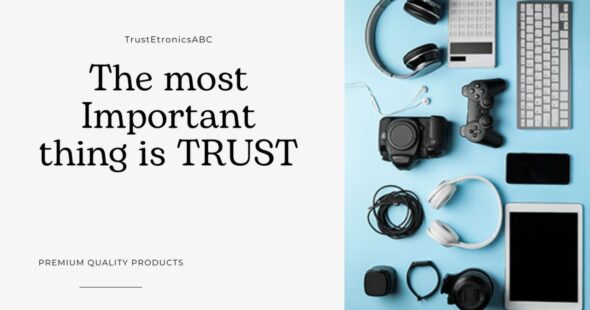 TrustEtronicsABC
The most
Important
thing is TRUST
PREMIUM QUALITY PRODUCTS